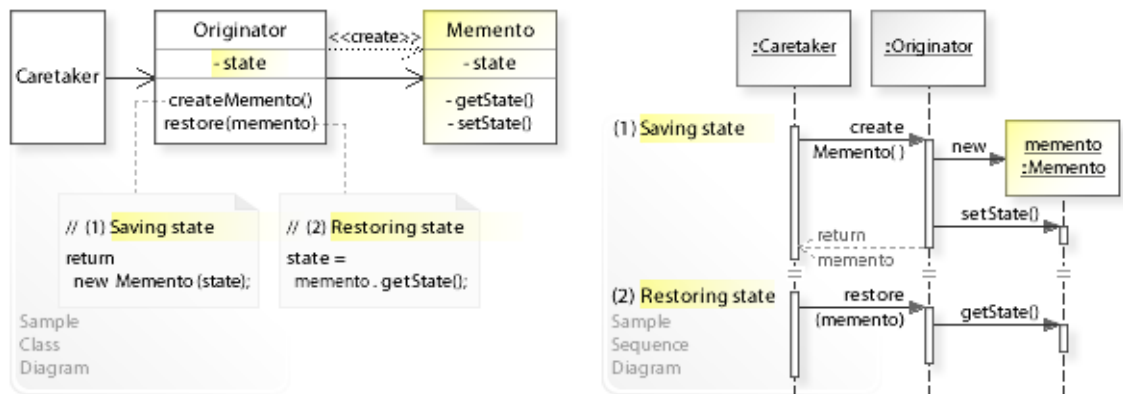 Caretaker
Originator
- state
createMemento()
restore(memento)
<<create>>
Memento
- state
- getState()
- setState()
// (1) Saving state
return
new Memento (state);
// (2) Restoring state
state =
memento . getState();
Sample
Class
Diagram
:Caretaker
:Originator
(1) Saving state
create
Memento( )
new
memento
:Memento
setState()
return
memento
(2) Restoring state
restore
(memento)
getState()
Sample
Sequence
Diagram